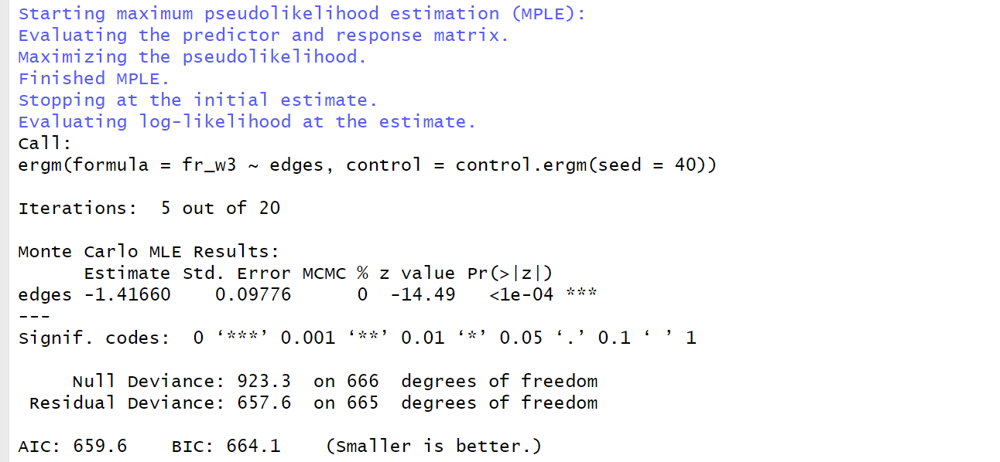 Starting maximum pseudolikelihood estimation (MPLE):
Evaluating the predictor and response matrix.
Maximizing the pseudolikelihood.
Finished MPLE.
Stopping at the initial estimate.
Evaluating log-likelihood at the estimate.
Call:
ergm(formula = fr_w3 ~ edges, control = control.ergm(seed = 40))
Iterations:  5 out of 20
Monte Carlo MLE Results:
      Estimate Std. Error MCMC % z value Pr(>|z|)
edges -1.41660    0.09776      0  -14.49   <1e-04 ***
---
Signif. codes:  0 ‘***’ 0.001 ‘**’ 0.01 ‘*’ 0.05 ‘.’ 0.1 ‘ ’ 1
     Null Deviance: 923.3  on 666  degrees of freedom
 Residual Deviance: 657.6  on 665  degrees of freedom
AIC: 659.6    BIC: 664.1    (Smaller is better.)